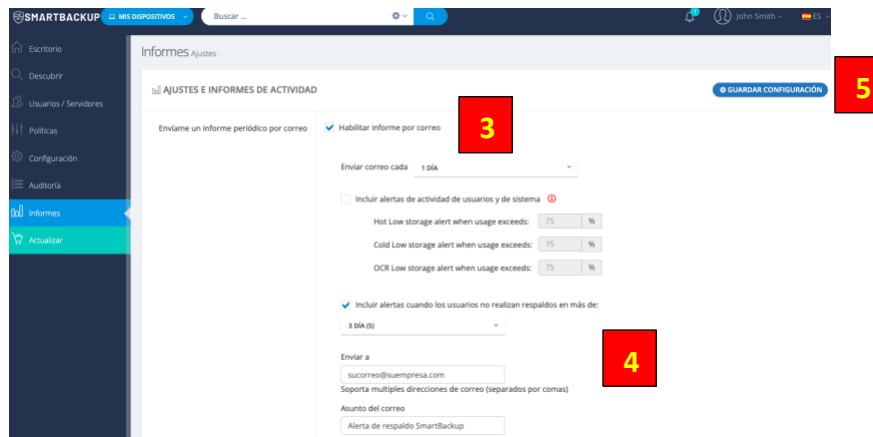 SMARTBACKUP MIS DISPOSITIVOS Buscar ... 1 John Smith ES
Escritorio
Descubrir
Usuarios / Servidores
Políticas
Configuración
Auditoría
Informes
Actualizar
Informes Ajustes
AJUSTES E INFORMES DE ACTIVIDAD
GUARDAR CONFIGURACIÓN
5
Envíame un informe periódico por correo
Habilitar informe por correo
3
Enviar correo cada 1 DÍA
Incluir alertas de actividad de usuarios y de sistema
Hot Low storage alert when usage exceeds: 75 %
Cold Low storage alert when usage exceeds: 75 %
OCR Low storage alert when usage exceeds: 75 %
Incluir alertas cuando los usuarios no realizan respaldos en más de:
3 DÍA (S)
4
Enviar a
sucorreo@suempresa.com
Soporta multiples direcciones de correo (separados por comas)
Asunto del correo
Alerta de respaldo SmartBackup